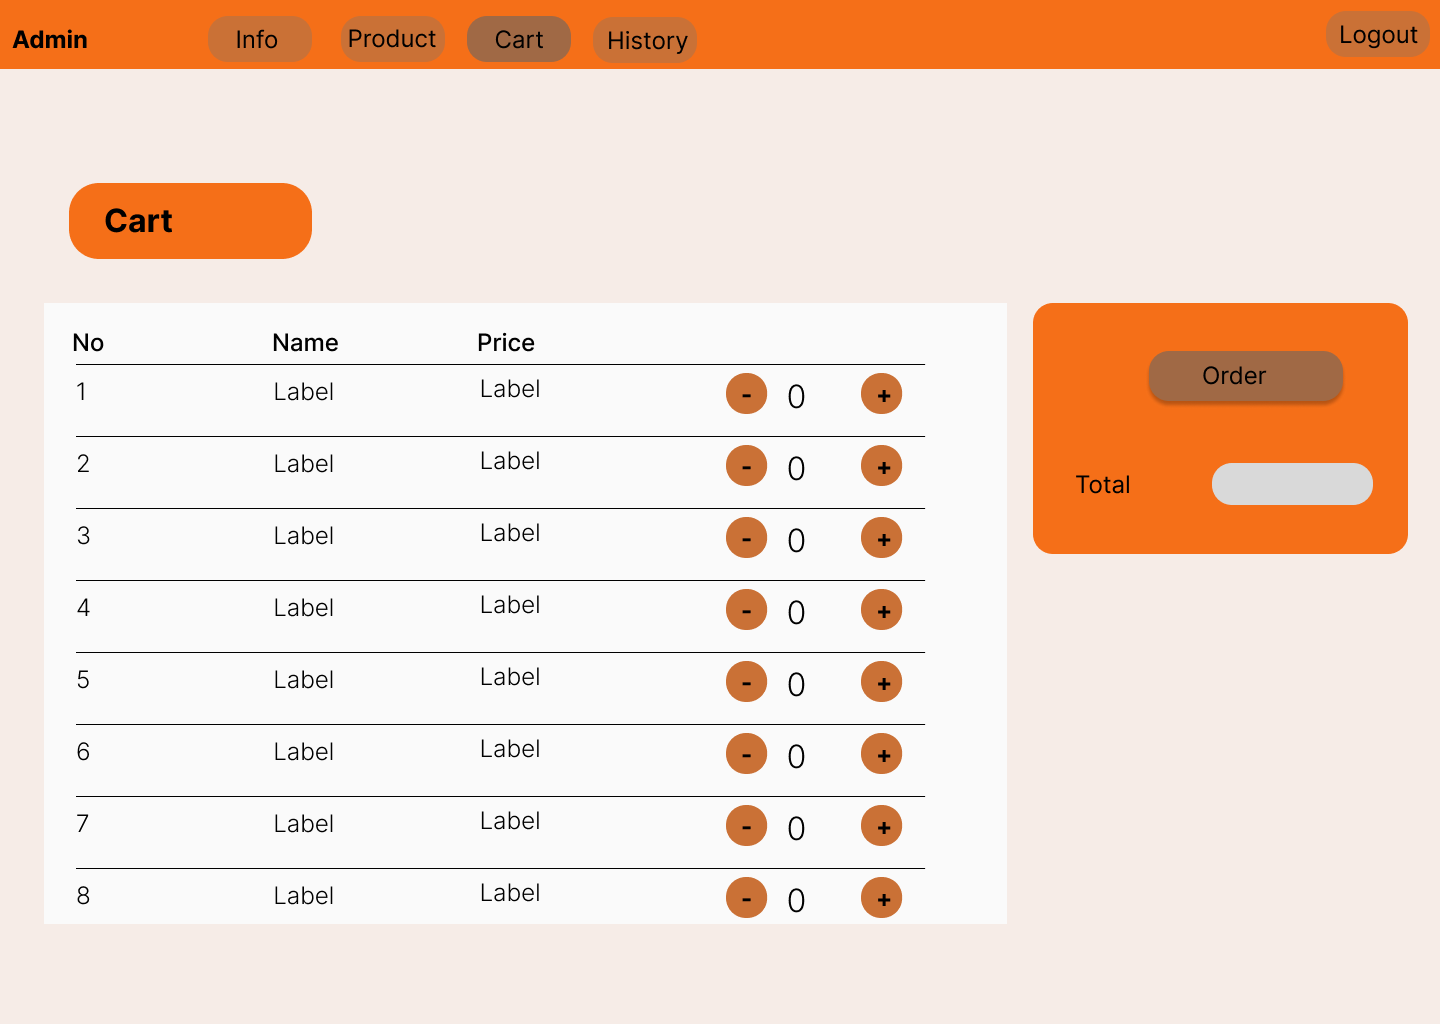 Admin Info Product Cart History Logout
Cart
No Name Price
1 Label Label - 0 +
2 Label Label - 0 +
3 Label Label - 0 +
4 Label Label - 0 +
5 Label Label - 0 +
6 Label Label - 0 +
7 Label Label - 0 +
8 Label Label - 0 +
Order
Total